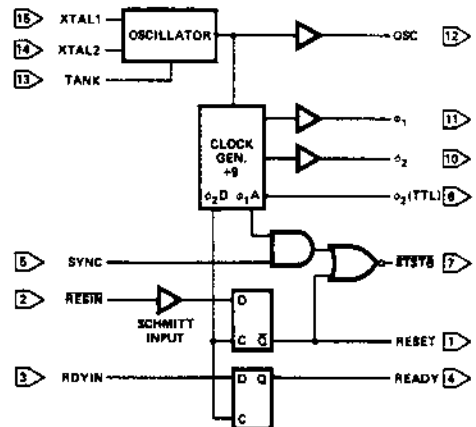 15 XTAL1 OSCILLATOR OSC 12
14 XTAL2
13 TANK
CLOCK GEN. ÷9
ϕ1 11
ϕ2 10
ϕ2D ϕ1A ϕ2(TTL) 6
5 SYNC STSTB 7
2 RESIN D
SCHMITT INPUT
C Q RESET 1
3 RDYIN D Q READY 4
C